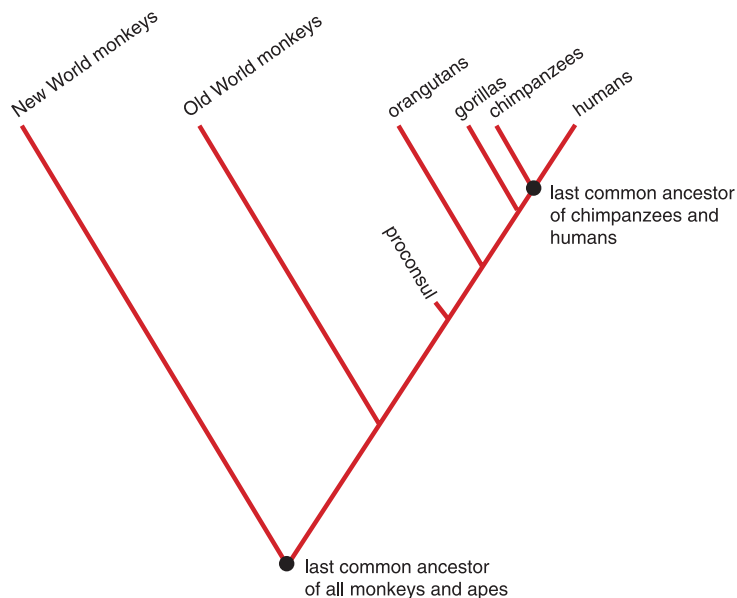 New World monkeys
Old World monkeys
orangutans
gorillas
chimpanzees
humans
last common ancestor
of chimpanzees and
humans
proconsul
last common ancestor
of all monkeys and apes